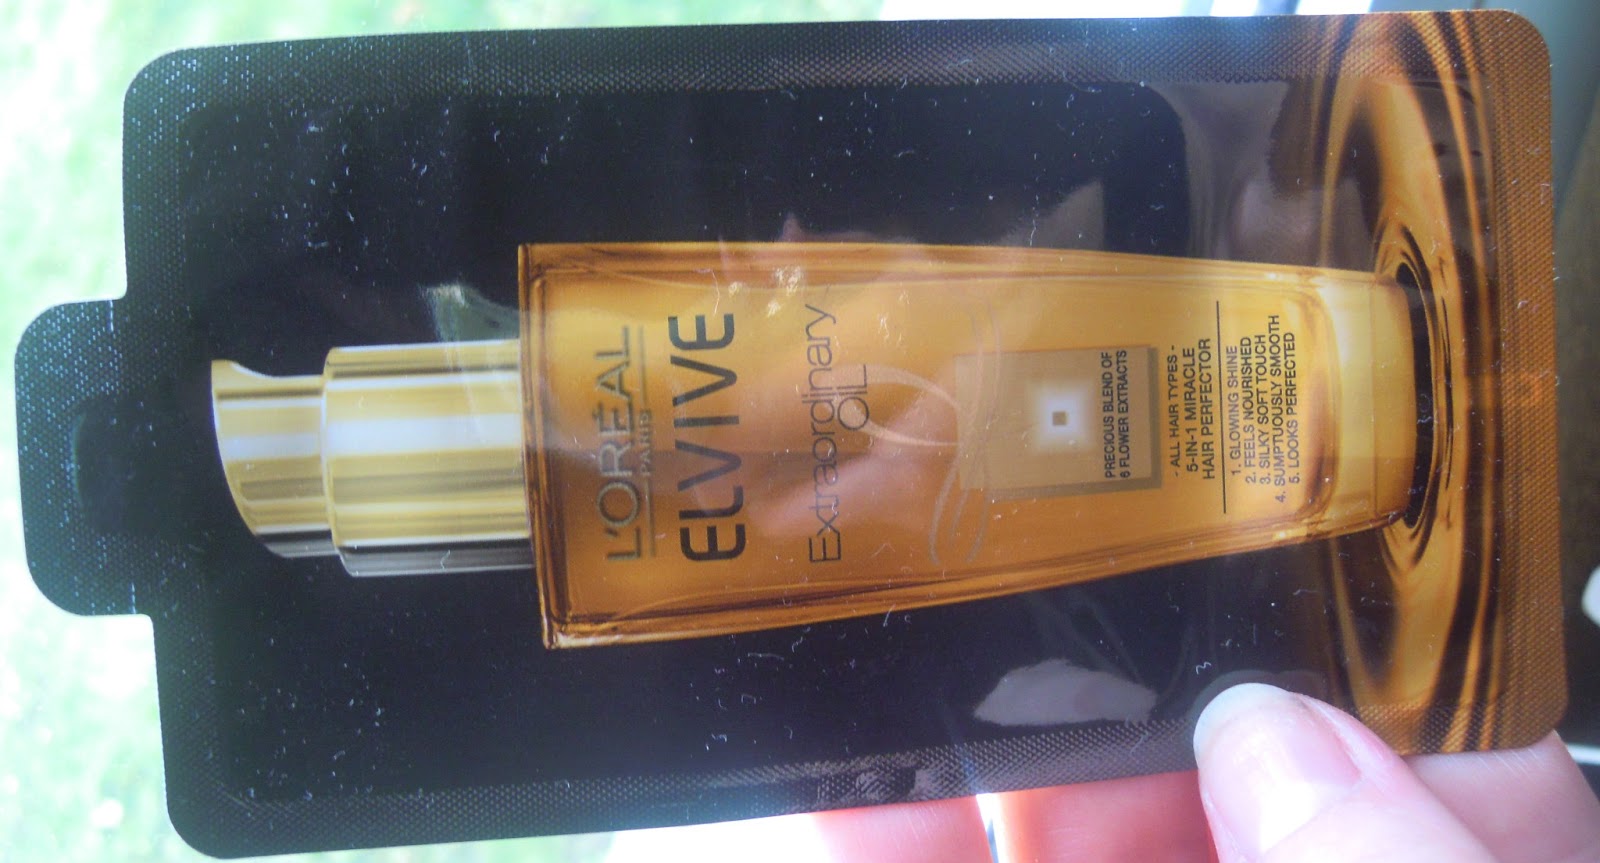 L'ORÉAL
PARIS
ELVIVE
Extraordinary
OIL
PRECIOUS BLEND OF
6 FLOWER EXTRACTS
- ALL HAIR TYPES -
5-IN-1 MIRACLE
HAIR PERFECTOR
1. GLOWING SHINE
2. FEELS NOURISHED
3. SILKY SOFT TOUCH
4. SUMPTUOUSLY SMOOTH
5. LOOKS PERFECTED